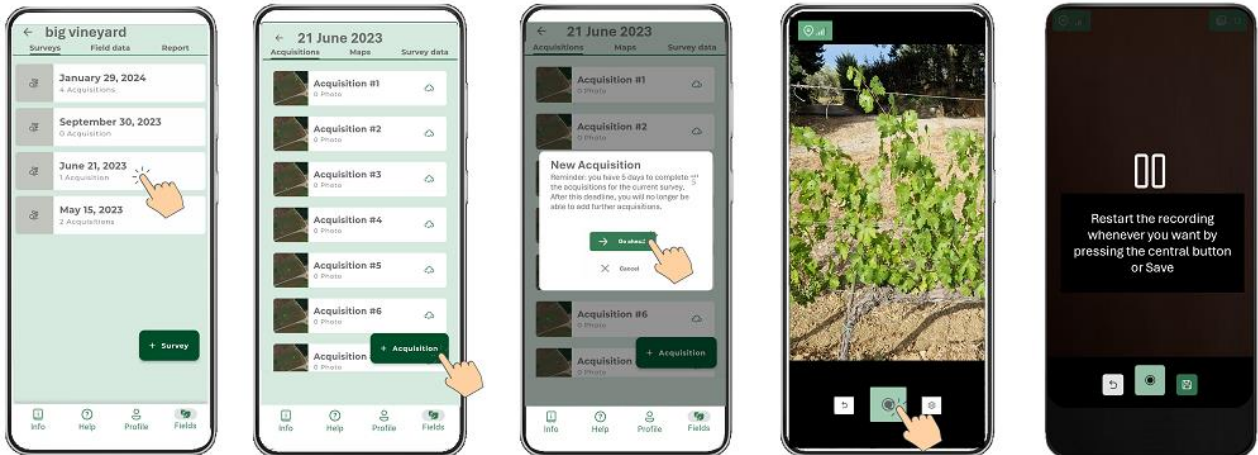 ← big vineyard
Surveys Field data Report
January 29, 2024
4 Acquisitions
September 30, 2023
0 Acquisition
June 21, 2023
1 Acquisition
May 15, 2023
2 Acquisitions
+ Survey
Info Help Profile Fields
← 21 June 2023
Acquisitions Maps Survey data
Acquisition #1
0 Photo
Acquisition #2
0 Photo
Acquisition #3
0 Photo
Acquisition #4
0 Photo
Acquisition #5
0 Photo
Acquisition #6
0 Photo
Acquisition
0 Photo
+ Acquisition
Info Help Profile Fields
← 21 June 2023
Acquisitions Maps Survey data
Acquisition #1
0 Photo
Acquisition #2
0 Photo
New Acquisition
Reminder: you have 5 days to complete
the acquisitions for the current survey.
After this deadline, you will no longer be
able to add further acquisitions.
→ Go ahead
× Cancel
Acquisition #6
0 Photo
Acquisition
0 Photo
+ Acquisition
Info Help Profile Fields
Restart the recording
whenever you want by
pressing the central button
or Save